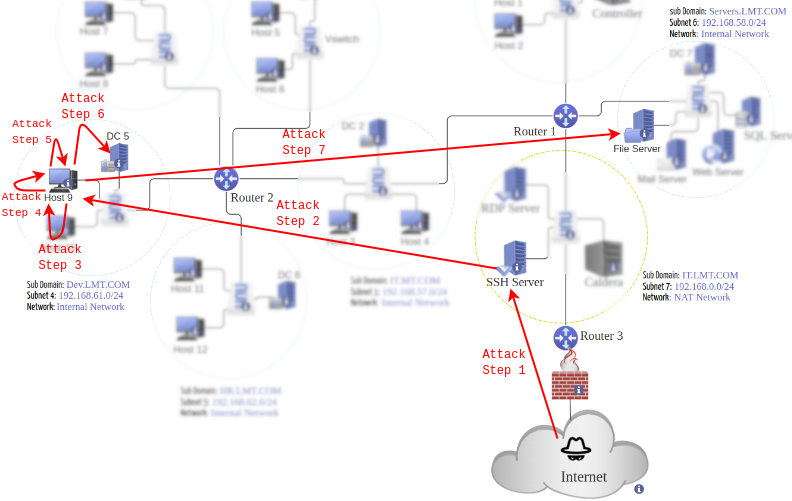 Host 1
Controller
Host 2
sub Domain: Servers.LMT.COM
Subnet 6: 192.168.58.0/24
Network: Internal Network
Host 7
Host 5
Vswitch
Host 8
Host 6
DC 7
Attack
Step 6
Attack
Step 5
DC 5
Attack
Step 7
DC 2
Router 1
File Server
SQL Serv
Mail Server
Web Server
Host 9
Attack
Step 4
Router 2
Attack
Step 2
RDP Server
Host 3
Host 4
Attack
Step 3
SSH Server
Caldera
Sub Domain: Dev.LMT.COM
Subnet 4: 192.168.61.0/24
Network: Internal Network
Host 11
DC 6
Sub Domain: IT.MT.COM
Subnet 2: 192.168.57.0/24
Network: Internal Network
Sub Domain: IT.LMT.COM
Subnet 7: 192.168.0.0/24
Network: NAT Network
Host 12
Router 3
Attack
Step 1
Sub Domain: HR.LMT.COM
Subnet 5: 192.168.62.0/24
Network: Internal Network
Internet